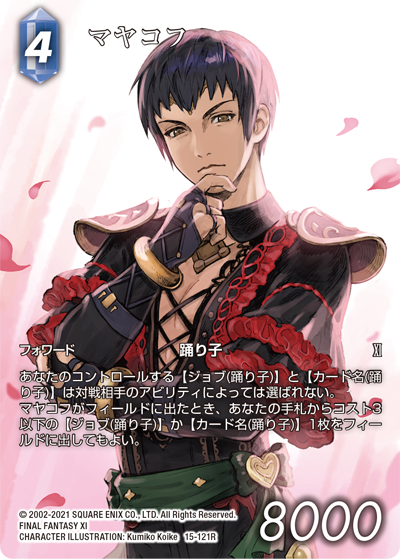 4
マヤコフ
フォワード 踊り子 XI
あなたのコントロールする【ジョブ(踊り子)】と【カード名(踊
り子)】は対戦相手のアビリティによっては選ばれない。
マヤコフがフィールドに出たとき、あなたの手札からコスト3
以下の【ジョブ(踊り子)】か【カード名(踊り子)】1枚をフィー
ルドに出してもよい。
© 2002-2021 SQUARE ENIX CO., LTD. All Rights Reserved.
FINAL FANTASY XI
CHARACTER ILLUSTRATION: Kumiko Koike 15-121R
8000